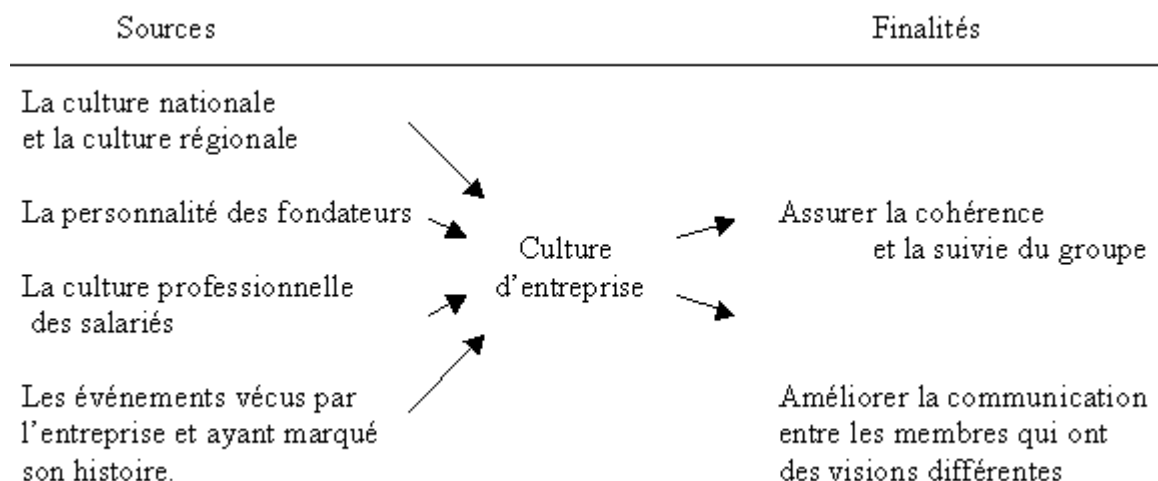 Sources
Finalités
La culture nationale
et la culture régionale
La personnalité des fondateurs
La culture professionnelle
des salariés
Les événements vécus par
l'entreprise et ayant marqué
son histoire.
Culture
d'entreprise
Assurer la cohérence
et la suivie du groupe
Améliorer la communication
entre les membres qui ont
des visions différentes